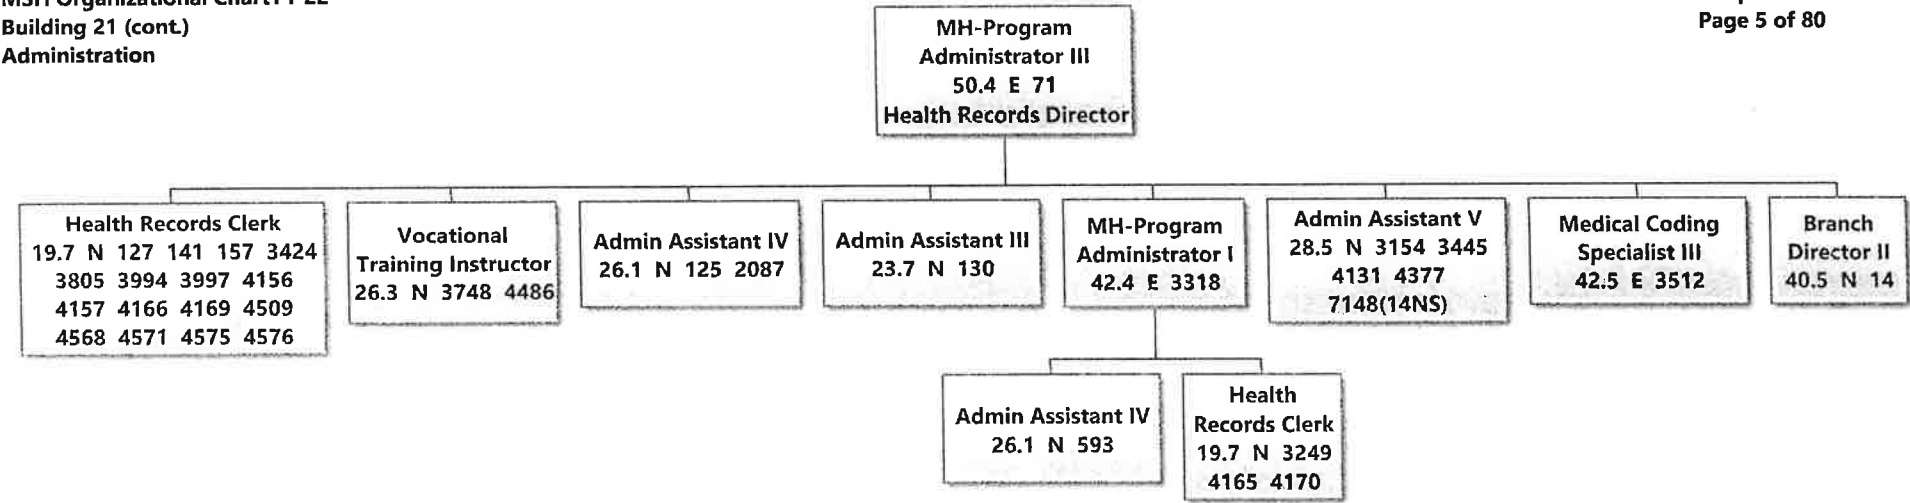 MSH Organizational Chart FY 22
Building 21 (cont.)
Administration
Page 5 of 80
MH-Program
Administrator III
50.4 E 71
Health Records Director
Health Records Clerk
19.7 N 127 141 157 3424
3805 3994 3997 4156
4157 4166 4169 4509
4568 4571 4575 4576
Vocational
Training Instructor
26.3 N 3748 4486
Admin Assistant IV
26.1 N 125 2087
Admin Assistant III
23.7 N 130
MH-Program
Administrator I
42.4 E 3318
Admin Assistant V
28.5 N 3154 3445
4131 4377
7148(14NS)
Medical Coding
Specialist III
42.5 E 3512
Branch
Director II
40.5 N 14
Admin Assistant IV
26.1 N 593
Health
Records Clerk
19.7 N 3249
4165 4170